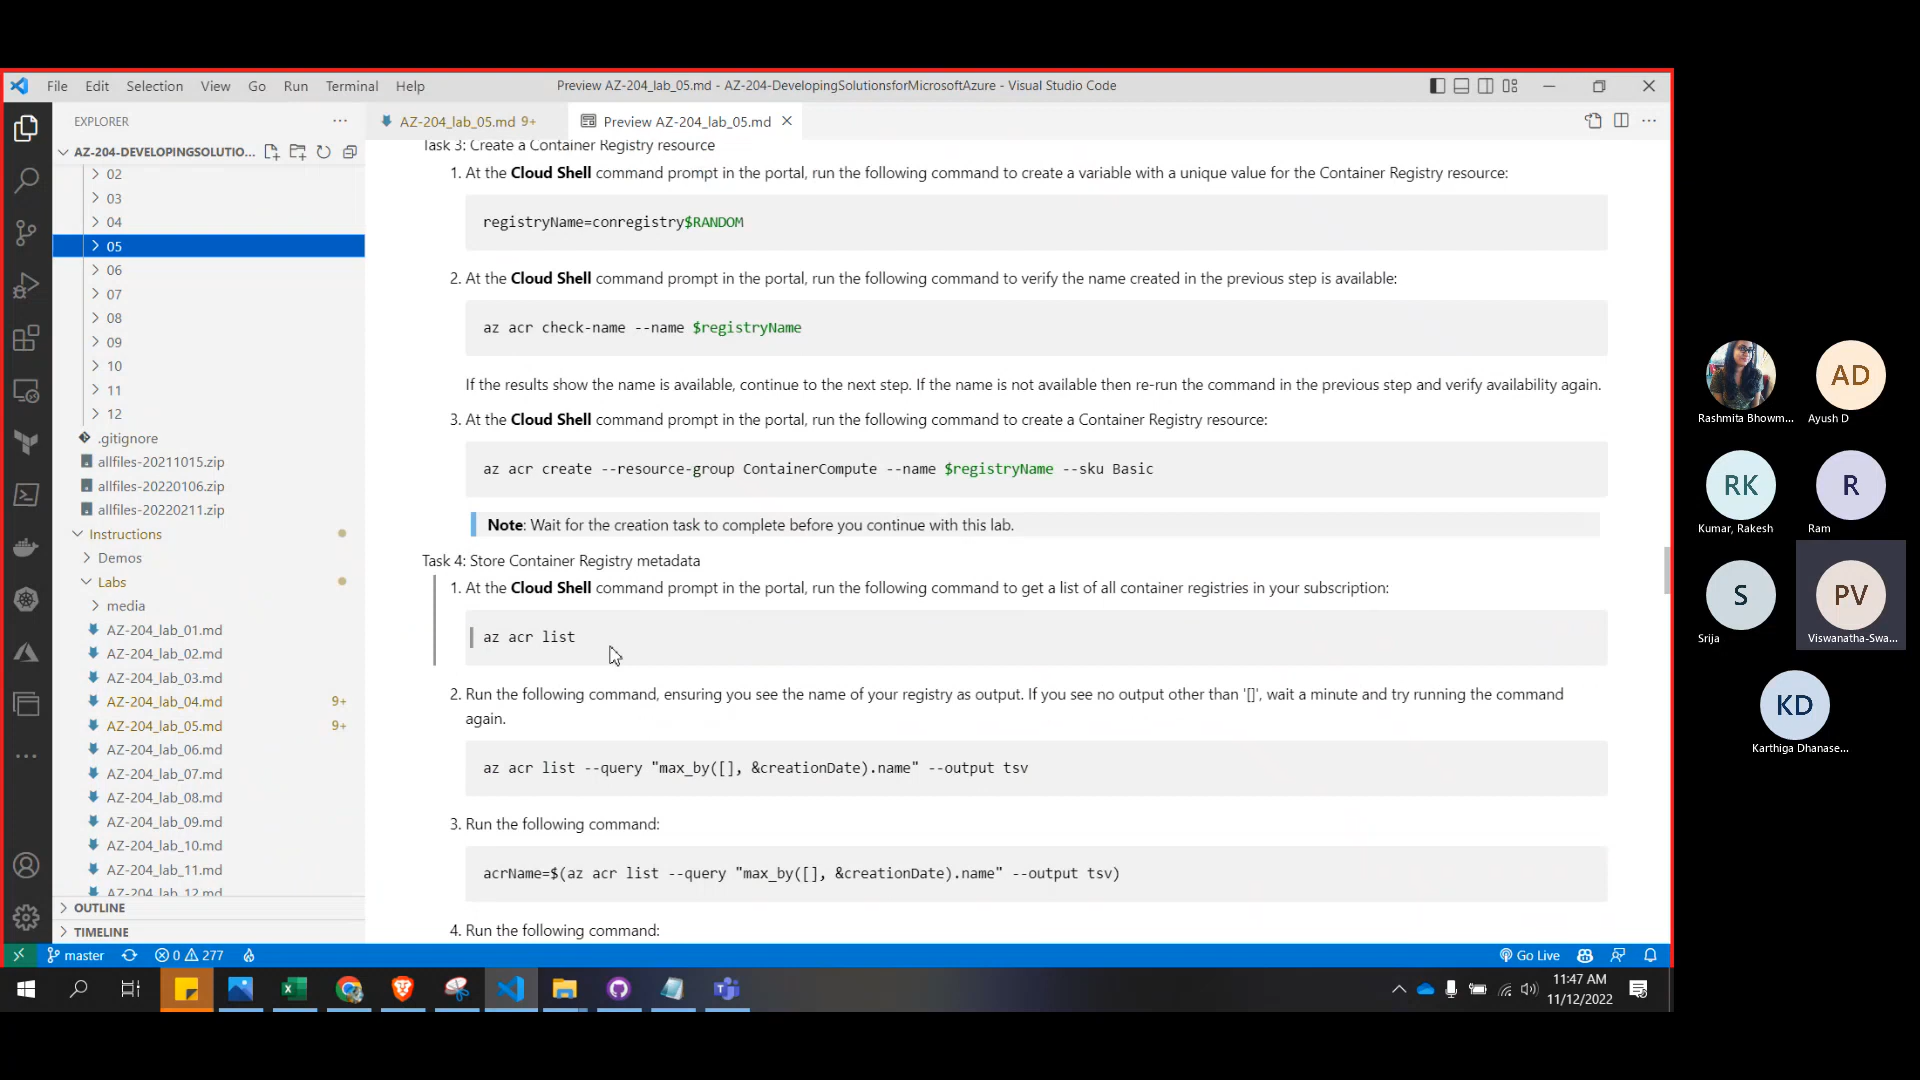 File Edit Selection View Go Run Terminal Help
Preview AZ-204_lab_05.md - AZ-204-DevelopingSolutionsforMicrosoftAzure - Visual Studio Code
EXPLORER
AZ-204_lab_05.md 9+
Preview AZ-204_lab_05.md
AZ-204-DEVELOPINGSOLUTIO...
02
03
04
05
06
07
08
09
10
11
12
.gitignore
allfiles-20211015.zip
allfiles-20220106.zip
allfiles-20220211.zip
Instructions
Demos
Labs
media
AZ-204_lab_01.md
AZ-204_lab_02.md
AZ-204_lab_03.md
AZ-204_lab_04.md 9+
AZ-204_lab_05.md 9+
AZ-204_lab_06.md
AZ-204_lab_07.md
AZ-204_lab_08.md
AZ-204_lab_09.md
AZ-204_lab_10.md
AZ-204_lab_11.md
AZ-204_lab_12.md
OUTLINE
TIMELINE
Task 3: Create a Container Registry resource
1. At the Cloud Shell command prompt in the portal, run the following command to create a variable with a unique value for the Container Registry resource:
registryName=conregistry$RANDOM
2. At the Cloud Shell command prompt in the portal, run the following command to verify the name created in the previous step is available:
az acr check-name --name $registryName
If the results show the name is available, continue to the next step. If the name is not available then re-run the command in the previous step and verify availability again.
3. At the Cloud Shell command prompt in the portal, run the following command to create a Container Registry resource:
az acr create --resource-group ContainerCompute --name $registryName --sku Basic
Note: Wait for the creation task to complete before you continue with this lab.
Task 4: Store Container Registry metadata
1. At the Cloud Shell command prompt in the portal, run the following command to get a list of all container registries in your subscription:
az acr list
2. Run the following command, ensuring you see the name of your registry as output. If you see no output other than '[]', wait a minute and try running the command
again.
az acr list --query "max_by([], &creationDate).name" --output tsv
3. Run the following command:
acrName=$(az acr list --query "max_by([], &creationDate).name" --output tsv)
4. Run the following command:
master
0 277
Go Live
11:47 AM
11/12/2022
Rashmita Bhowm...
AD
Ayush D
RK
Kumar, Rakesh
R
Ram
S
Srija
PV
Viswanatha-Swa...
KD
Karthiga Dhanase...